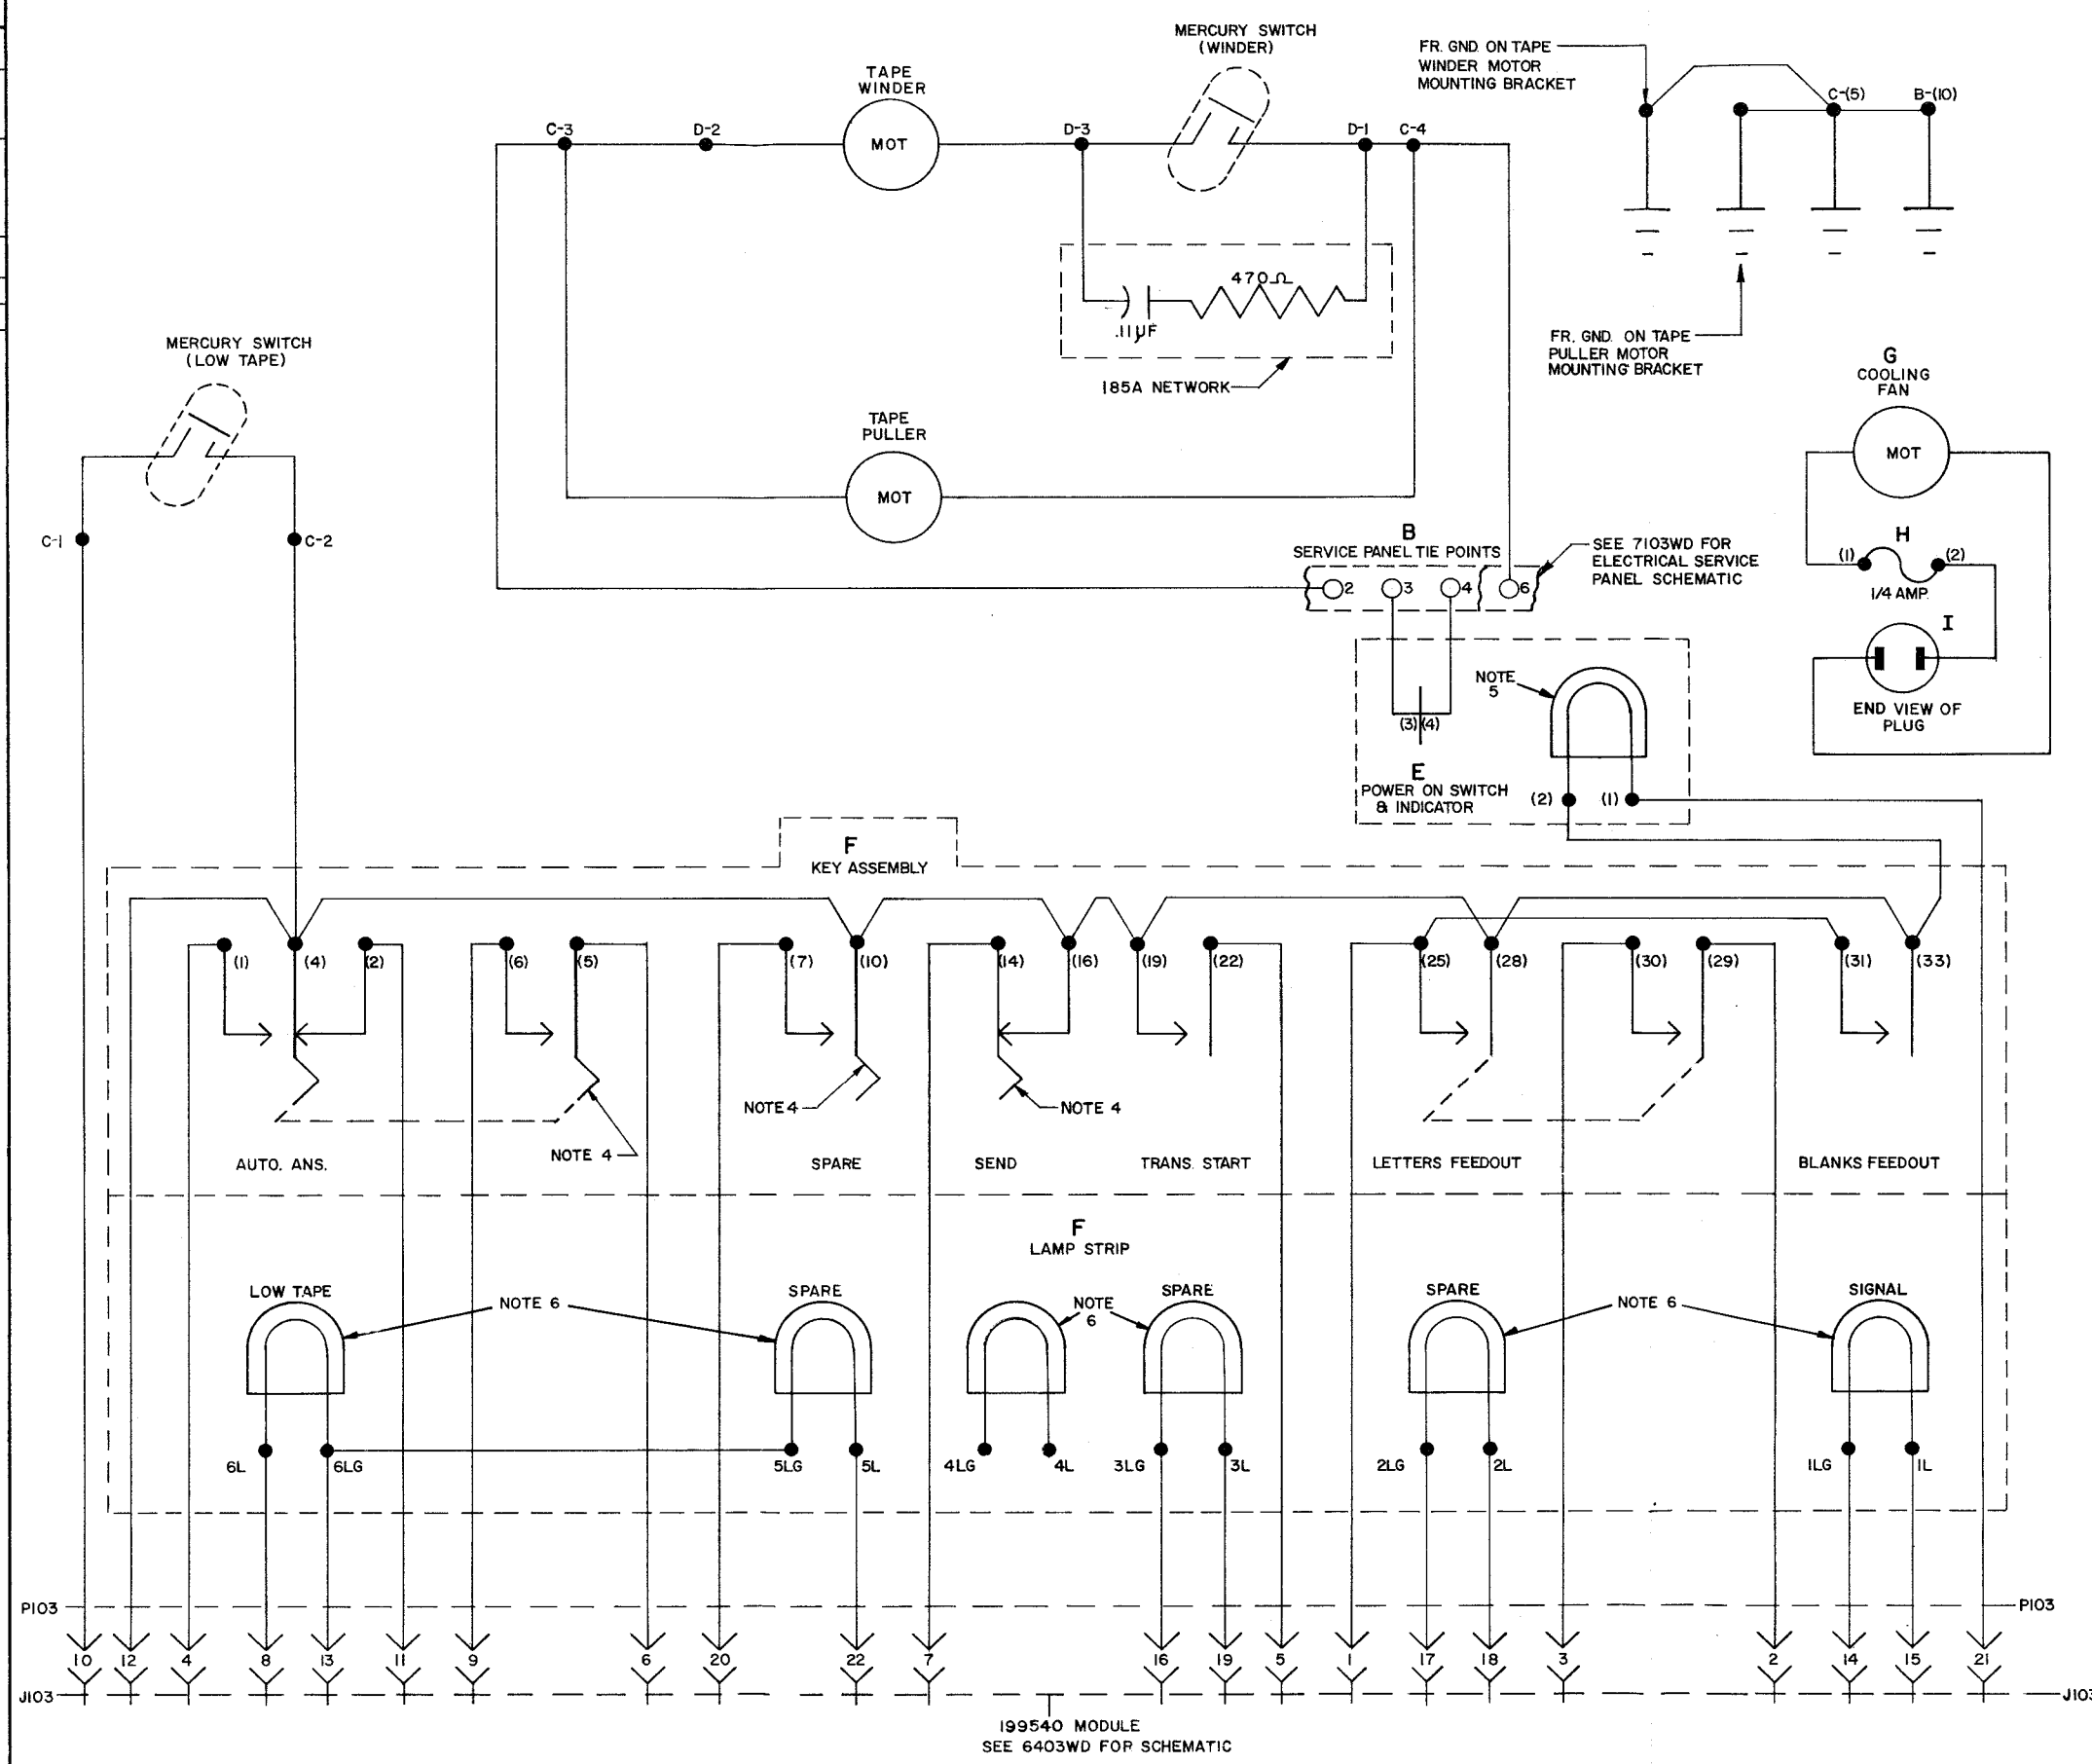 MERCURY SWITCH
(WINDER)
FR. GND. ON TAPE
WINDER MOTOR
MOUNTING BRACKET
TAPE
WINDER
MOT
C-3
D-2
D-3
D-1
C-4
C-(5)
B-(10)
470Ω
.11µF
185A NETWORK
FR. GND. ON TAPE
PULLER MOTOR
MOUNTING BRACKET
MERCURY SWITCH
(LOW TAPE)
C-1
C-2
TAPE
PULLER
MOT
G
COOLING
FAN
MOT
H
(1)
(2)
1/4 AMP.
I
END VIEW OF
PLUG
B
SERVICE PANEL TIE POINTS
2
3
4
6
SEE 7103WD FOR
ELECTRICAL SERVICE
PANEL SCHEMATIC
NOTE
5
(3)
(4)
E
POWER ON SWITCH
& INDICATOR
(2)
(1)
F
KEY ASSEMBLY
(1)
(4)
(2)
(6)
(5)
(7)
(10)
(14)
(16)
(19)
(22)
(25)
(28)
(30)
(29)
(31)
(33)
NOTE 4
NOTE 4
NOTE 4
AUTO. ANS.
SPARE
SEND
TRANS. START
LETTERS FEEDOUT
BLANKS FEEDOUT
F
LAMP STRIP
LOW TAPE
NOTE 6
SPARE
NOTE
6
SPARE
SPARE
NOTE 6
SIGNAL
6L
6LG
5LG
5L
4LG
4L
3LG
3L
2LG
2L
1LG
1L
P103
P103
10
12
4
8
13
11
9
6
20
22
7
16
19
5
1
17
18
3
2
14
15
21
J103
J103
199540 MODULE
SEE 6403WD FOR SCHEMATIC